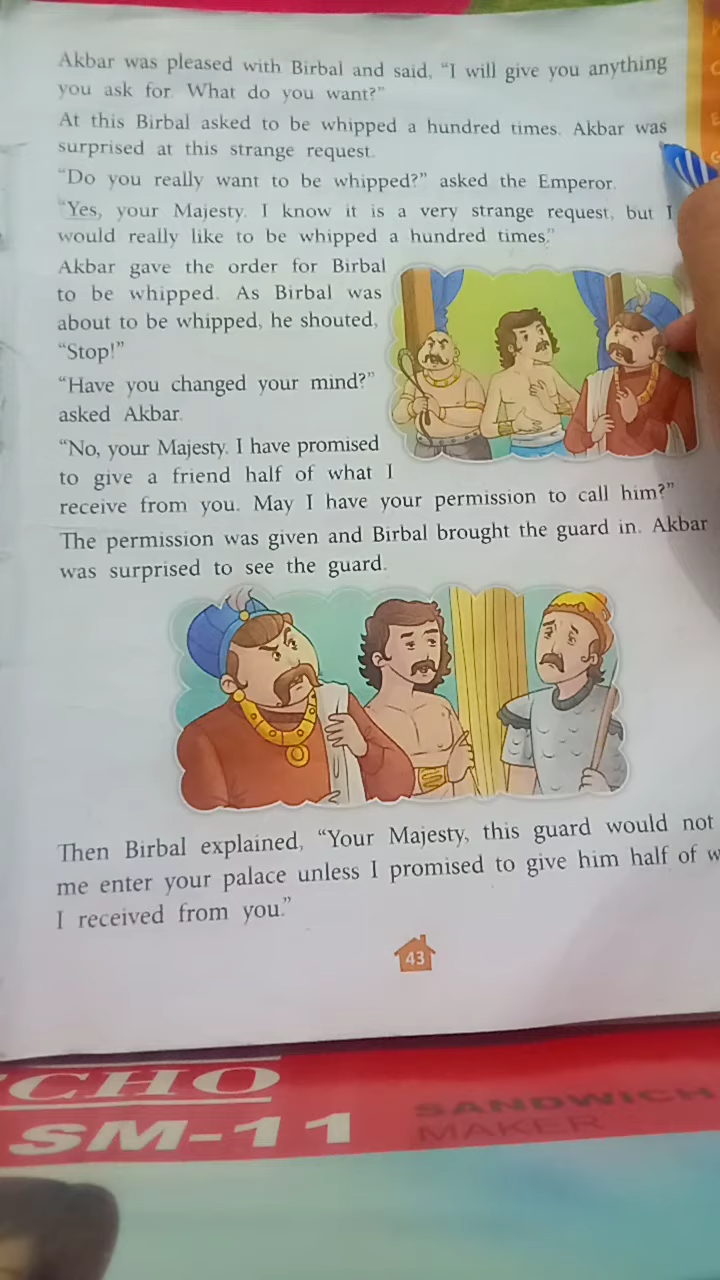 Akbar was pleased with Birbal and said, "I will give you anything
you ask for. What do you want?"
At this Birbal asked to be whipped a hundred times. Akbar was
surprised at this strange request.
"Do you really want to be whipped?" asked the Emperor.
"Yes, your Majesty. I know it is a very strange request, but I
would really like to be whipped a hundred times."
Akbar gave the order for Birbal
to be whipped. As Birbal was
about to be whipped, he shouted,
"Stop!"
"Have you changed your mind?"
asked Akbar.
"No, your Majesty. I have promised
to give a friend half of what I
receive from you. May I have your permission to call him?"
The permission was given and Birbal brought the guard in. Akbar
was surprised to see the guard.
Then Birbal explained, "Your Majesty, this guard would not
me enter your palace unless I promised to give him half of
I received from you."
43
CHO
SM-11
SANDWICH
MAKER